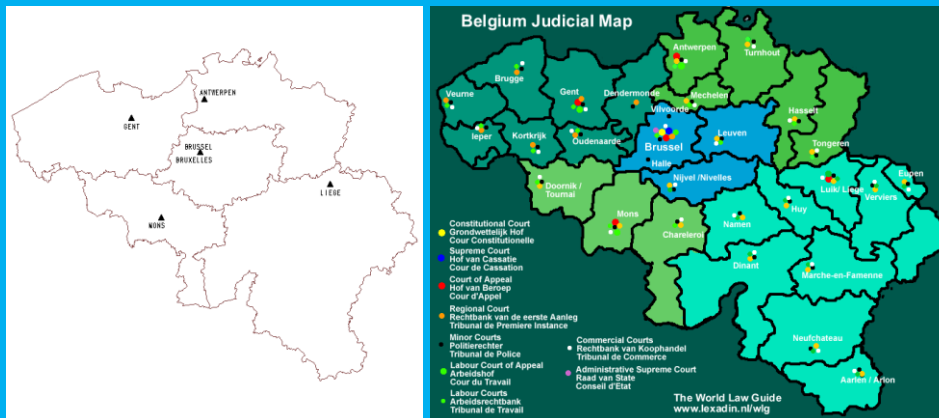 ANTWERPEN
GENT
BRUSSEL
BRUXELLES
LIEGE
MONS
Belgium Judicial Map
Antwerpen
Turnhout
Brugge
Veurne
Gent
Dendermonde
Mechelen
Vilvoorde
Hasselt
Ieper
Kortkrijk
Oudenaarde
Brussel
Leuven
Tongeren
Halle
Nijvel /Nivelles
Doornik /
Tournai
Luik/ Liege
Eupen
Verviers
Mons
Chareleroi
Namen
Huy
Dinant
Marche-en-Famenne
Neufchateau
Aarlen / Arlon
Constitutional Court
Grondwettelijk Hof
Cour Constitutionelle
Supreme Court
Hof van Cassatie
Cour de Cassation
Court of Appeal
Hof van Beroep
Cour d'Appel
Regional Court
Rechtbank van de eerste Aanleg
Tribunal de Premiere Instance
Minor Courts
Politierechter
Tribunal de Police
Labour Court of Appeal
Arbeidshof
Cour du Travail
Labour Courts
Arbeidsrechtbank
Tribunal de Travail
Commercial Courts
Rechtbank van Koophandel
Tribunal de Commerce
Administrative Supreme Court
Raad van State
Conseil d'Etat
The World Law Guide
www.lexadin.nl/wlg